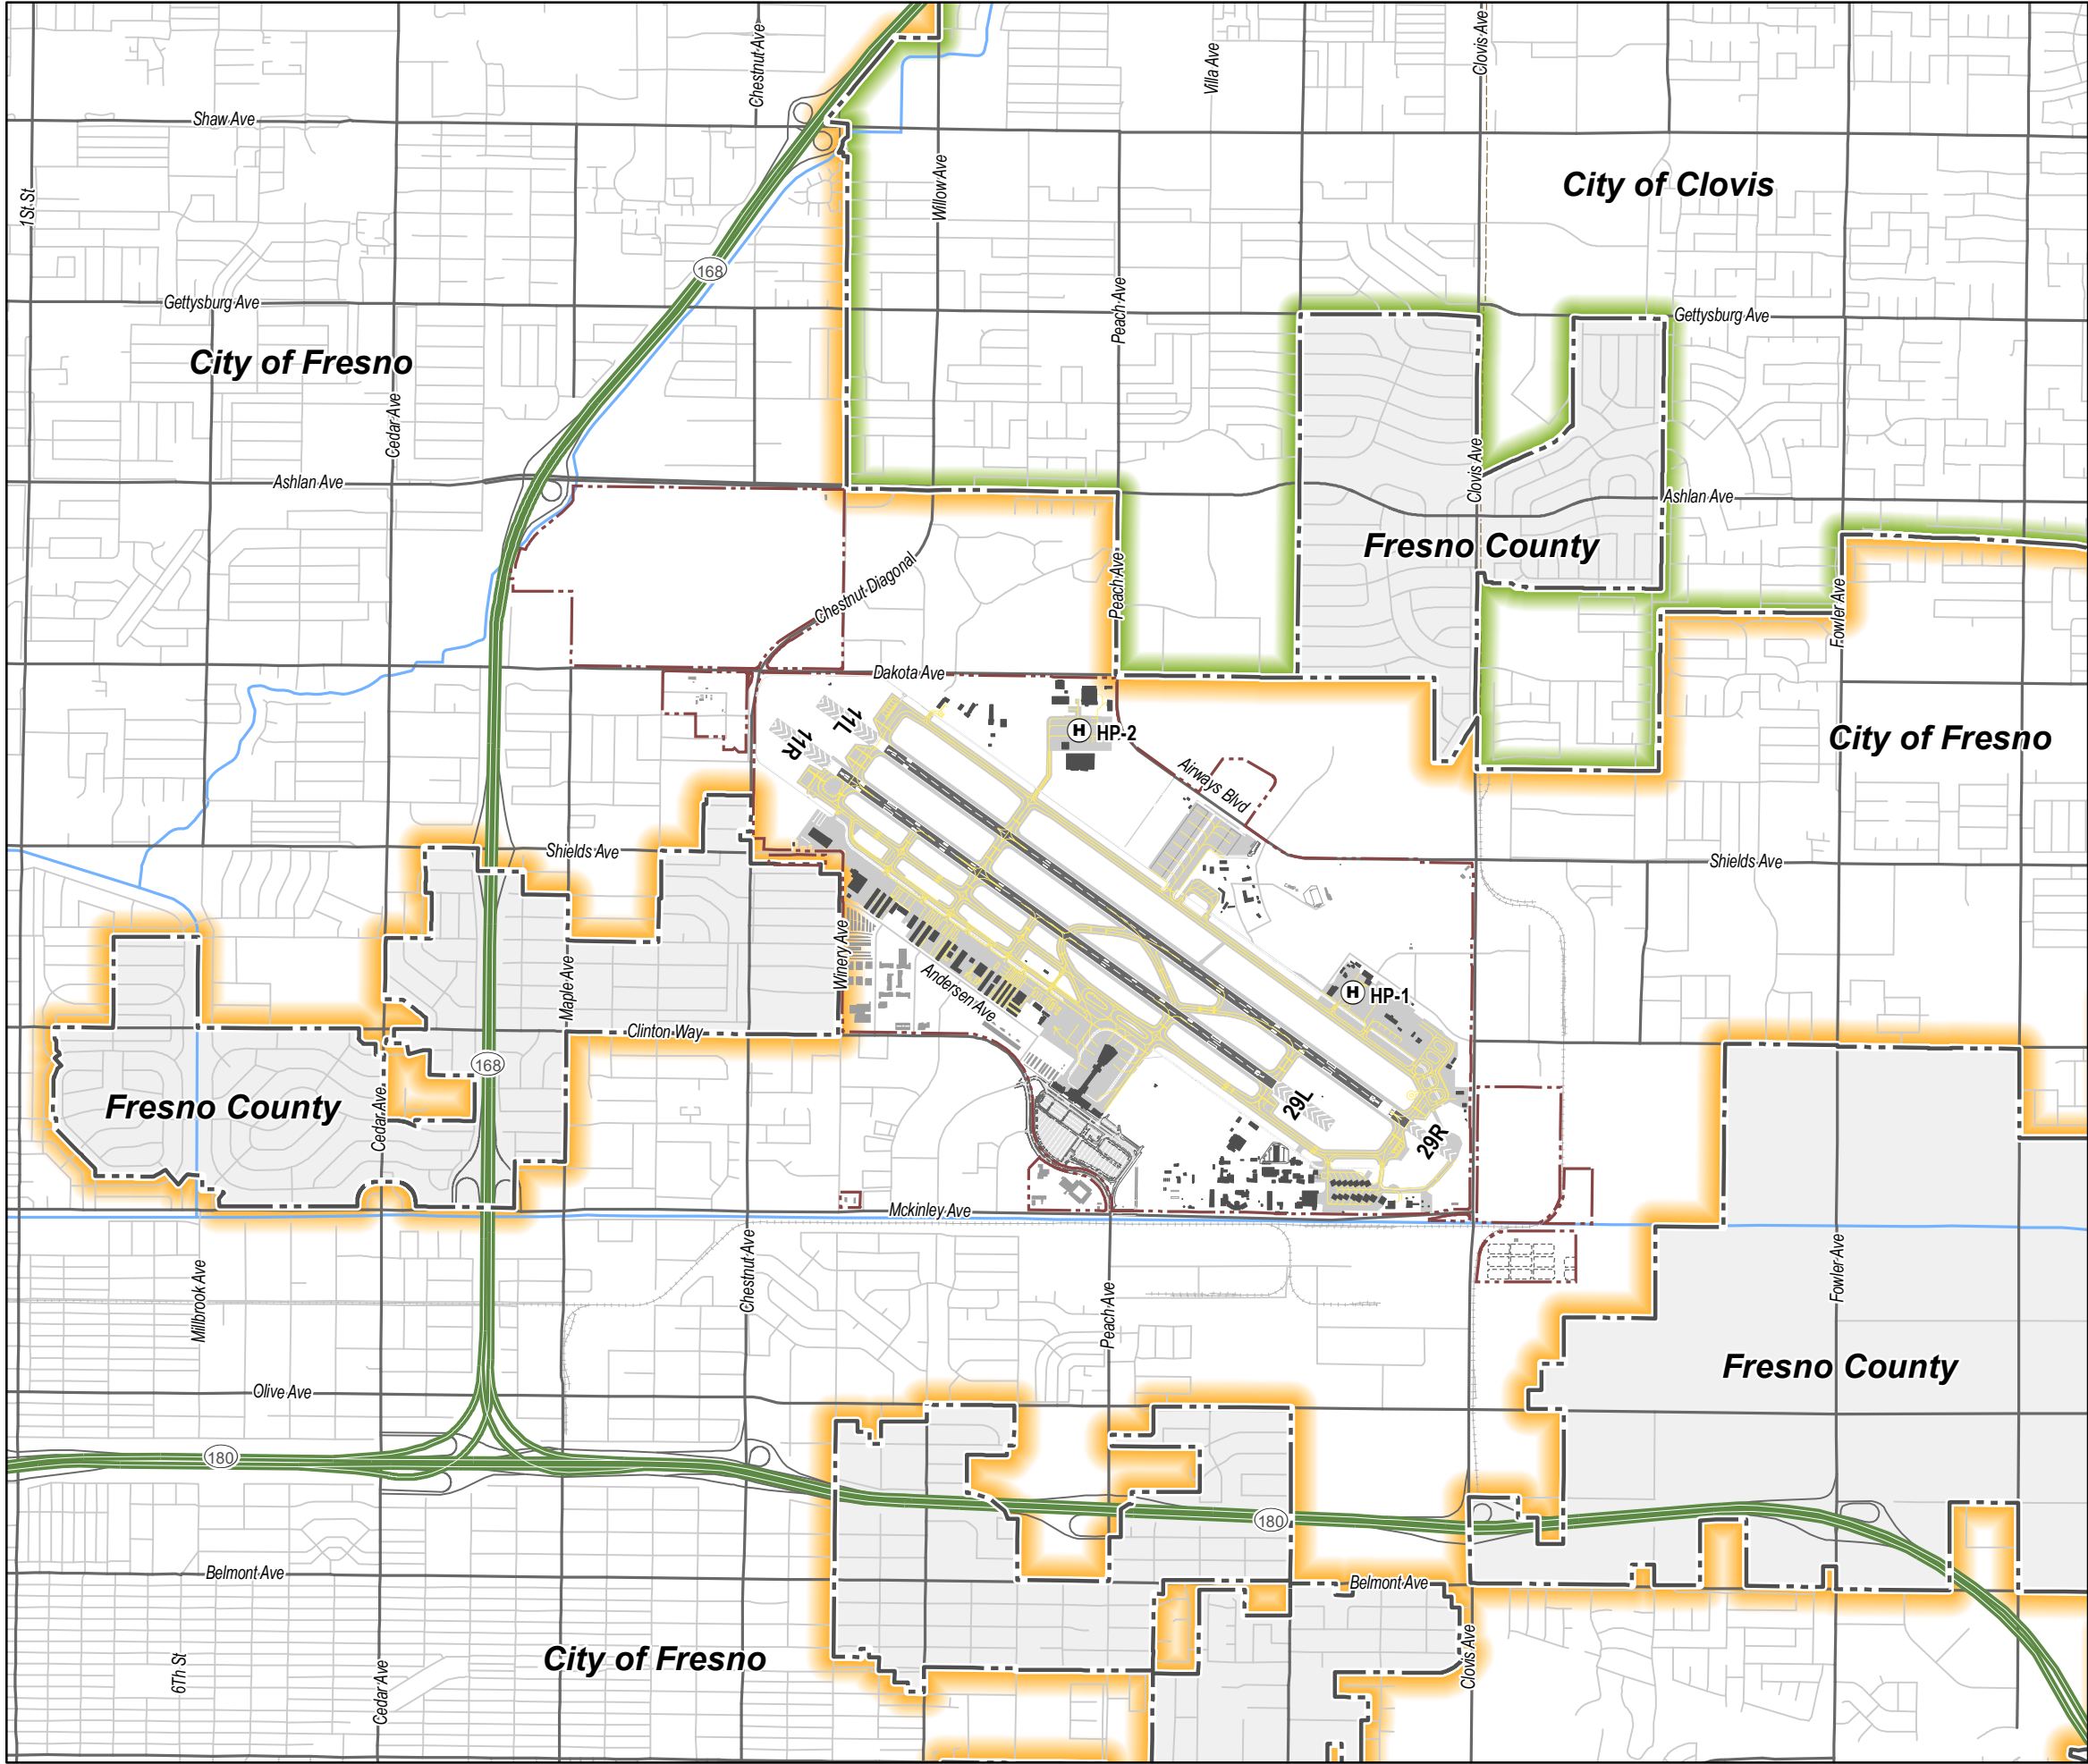 Chestnut Ave
Villa Ave
Clovis Ave
Shaw Ave
1St St
Willow Ave
City of Clovis
168
Gettysburg Ave
Peach Ave
Gettysburg Ave
City of Fresno
Cedar Ave
Ashlan Ave
Clovis Ave
Ashlan Ave
Fresno County
Chestnut Diagonal
Peach Ave
Fowler Ave
Dakota Ave
11L
11R
H HP-2
City of Fresno
Airways Blvd
Shields Ave
Shields Ave
Maple Ave
Winery Ave
Andersen Ave
H HP-1
Clinton Way
168
Fresno County
Cedar Ave
29L
29R
Mckinley Ave
Millbrook Ave
Chestnut Ave
Peach Ave
Fowler Ave
Fresno County
Olive Ave
180
180
Belmont Ave
Belmont Ave
6Th St
Cedar Ave
City of Fresno
Clovis Ave